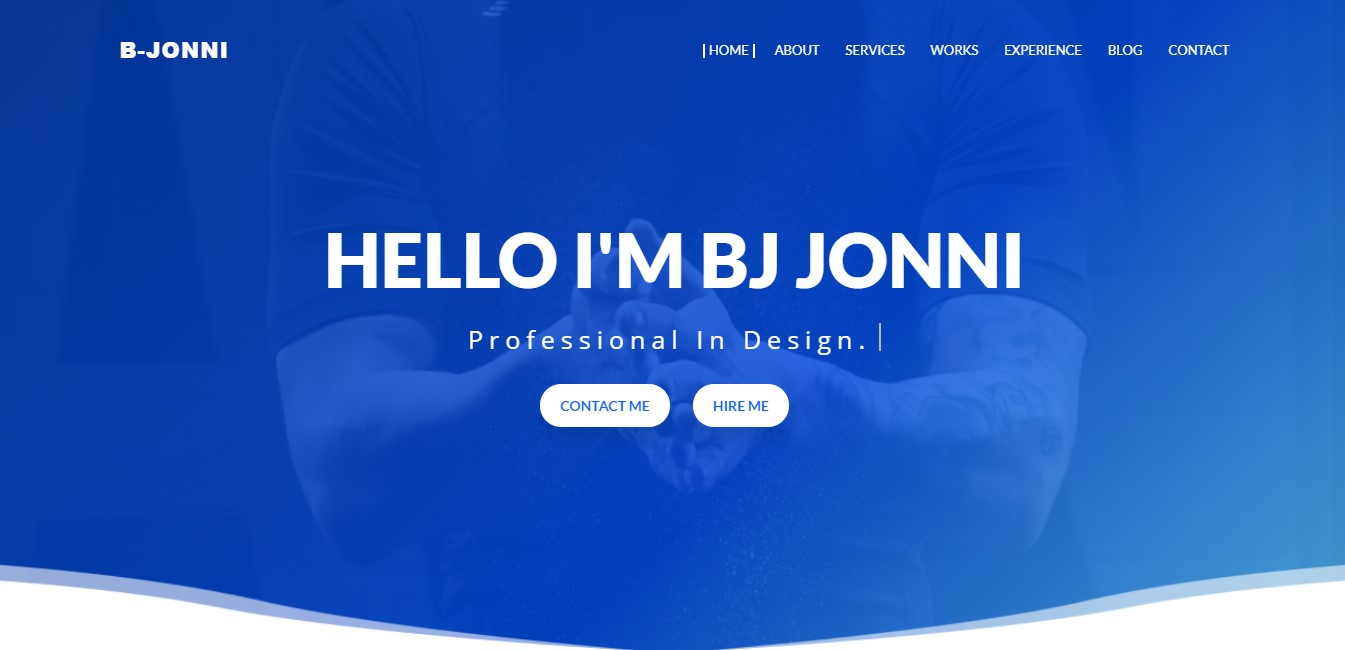 B-JONNI
| HOME | ABOUT SERVICES WORKS EXPERIENCE BLOG CONTACT
HELLO I'M BJ JONNI
Professional In Design. |
CONTACT ME HIRE ME